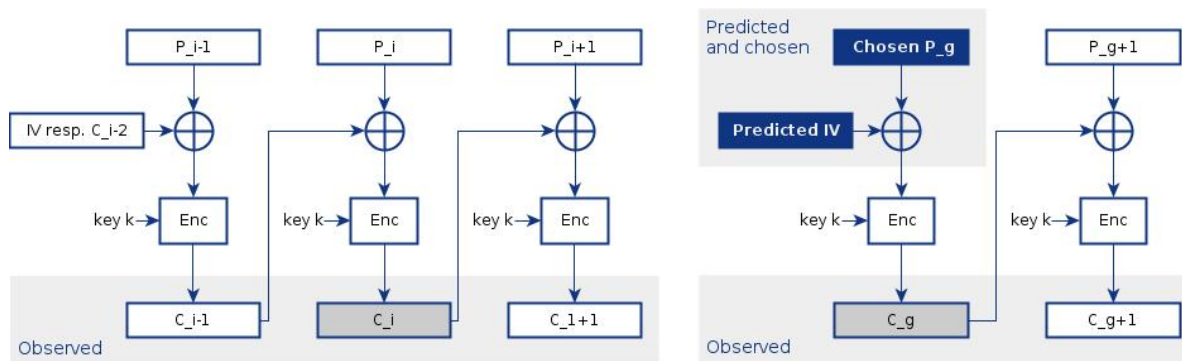 P_i-1
P_i
P_i+1
IV resp. C_i-2
key k
Enc
key k
Enc
key k
Enc
C_i-1
C_i
C_1+1
Observed
Predicted
and chosen
Chosen P_g
P_g+1
Predicted IV
key k
Enc
key k
Enc
C_g
C_g+1
Observed